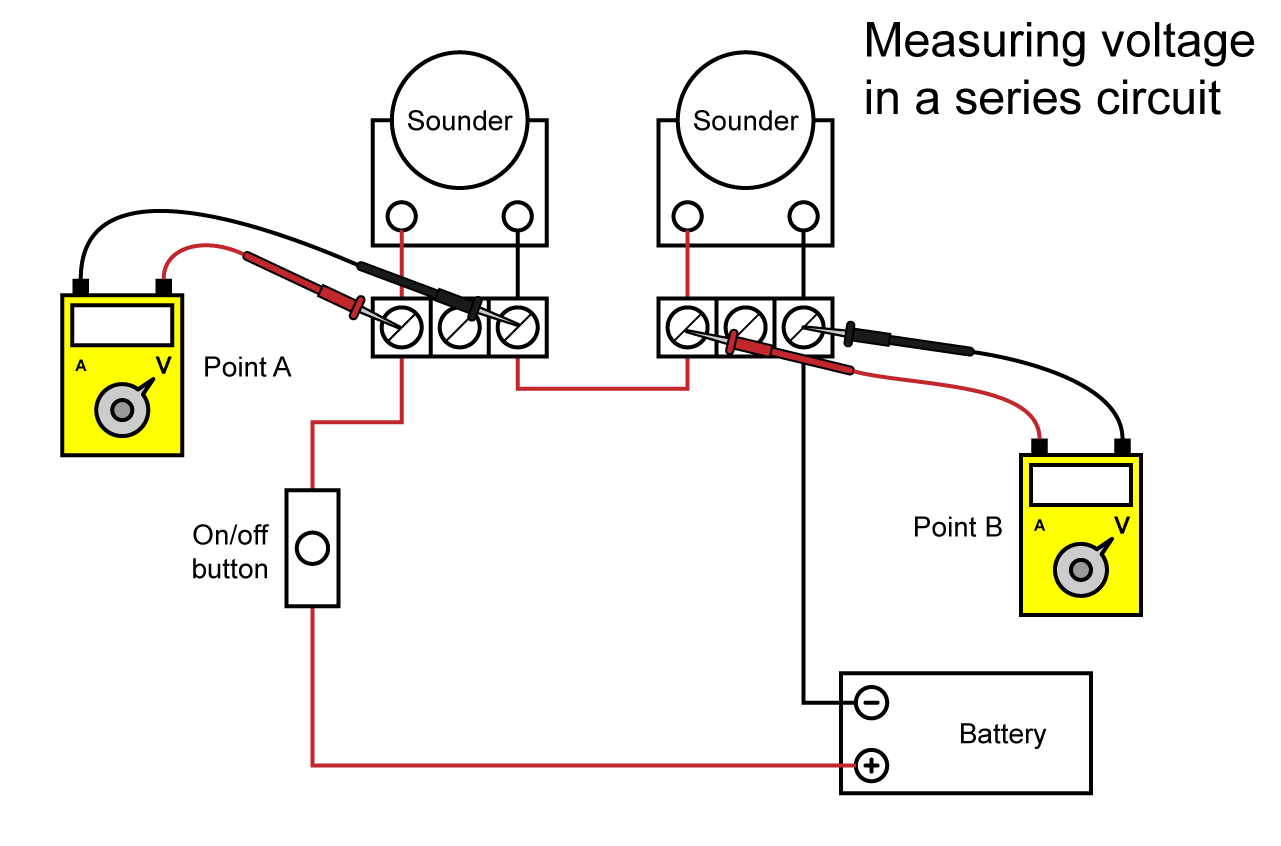 Measuring voltage
in a series circuit
Sounder
Sounder
A V
Point A
On/off
button
Point B
A V
− Battery
+